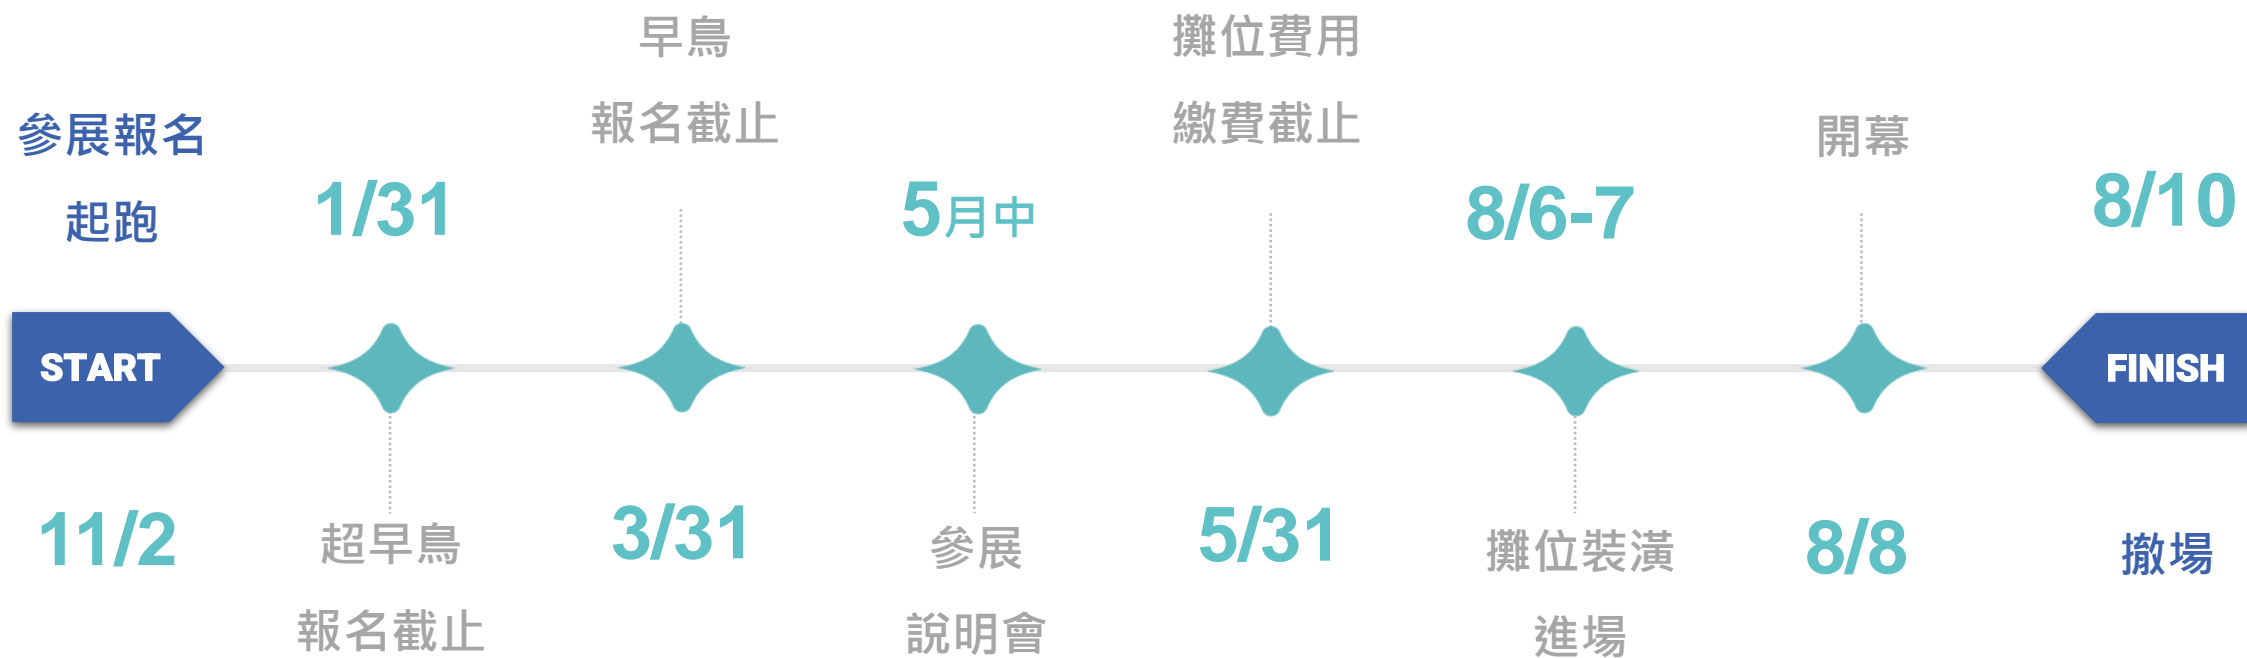 參展報名
起跑
START
11/2
1/31
超早鳥
報名截止
早鳥
報名截止
3/31
5月中
參展
說明會
攤位費用
繳費截止
5/31
8/6-7
攤位裝潢
進場
開幕
8/8
8/10
FINISH
撤場